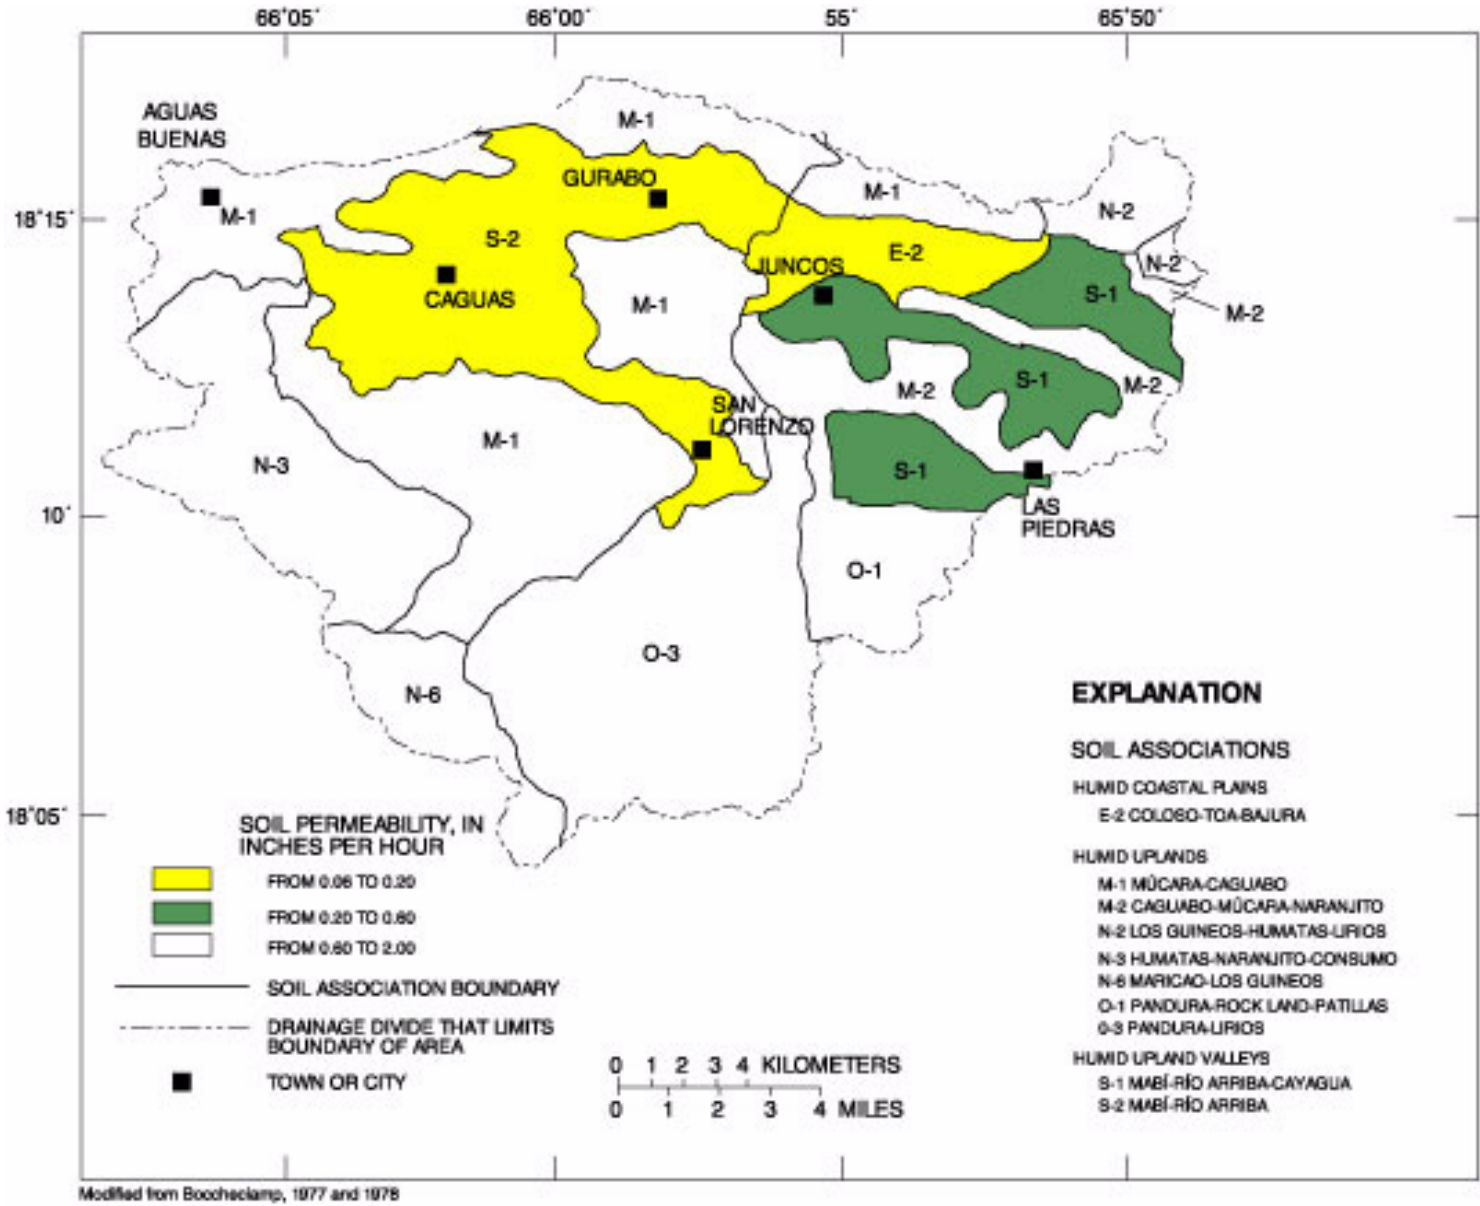 66°05' 66°00' 55' 65°50'
AGUAS
BUENAS
M-1
GURABO
M-1
18°15'
M-1
N-2
S-2
E-2
JUNCOS
N-2
CAGUAS
M-1
S-1
M-2
S-1
M-2
M-2
SAN
LORENZO
M-1
N-3
S-1
10'
LAS
PIEDRAS
O-1
O-3
N-6
18°05'
SOIL PERMEABILITY, IN
INCHES PER HOUR
FROM 0.06 TO 0.20
FROM 0.20 TO 0.60
FROM 0.60 TO 2.00
SOIL ASSOCIATION BOUNDARY
DRAINAGE DIVIDE THAT LIMITS
BOUNDARY OF AREA
TOWN OR CITY
0 1 2 3 4 KILOMETERS
0 1 2 3 4 MILES
EXPLANATION
SOIL ASSOCIATIONS
HUMID COASTAL PLAINS
E-2 COLOSO-TOA-BAJURA
HUMID UPLANDS
M-1 MÚCARA-CAGUABO
M-2 CAGUABO-MÚCARA-NARANJITO
N-2 LOS GUINEOS-HUMATAS-LIRIOS
N-3 HUMATAS-NARANJITO-CONSUMO
N-6 MARICAO-LOS GUINEOS
O-1 PANDURA-ROCK LAND-PATILLAS
0-3 PANDURA-LIRIOS
HUMID UPLAND VALLEYS
S-1 MABÍ-RÍO ARRIBA-CAYAGUA
S-2 MABÍ-RÍO ARRIBA
Modified from Boccheciamp, 1977 and 1978